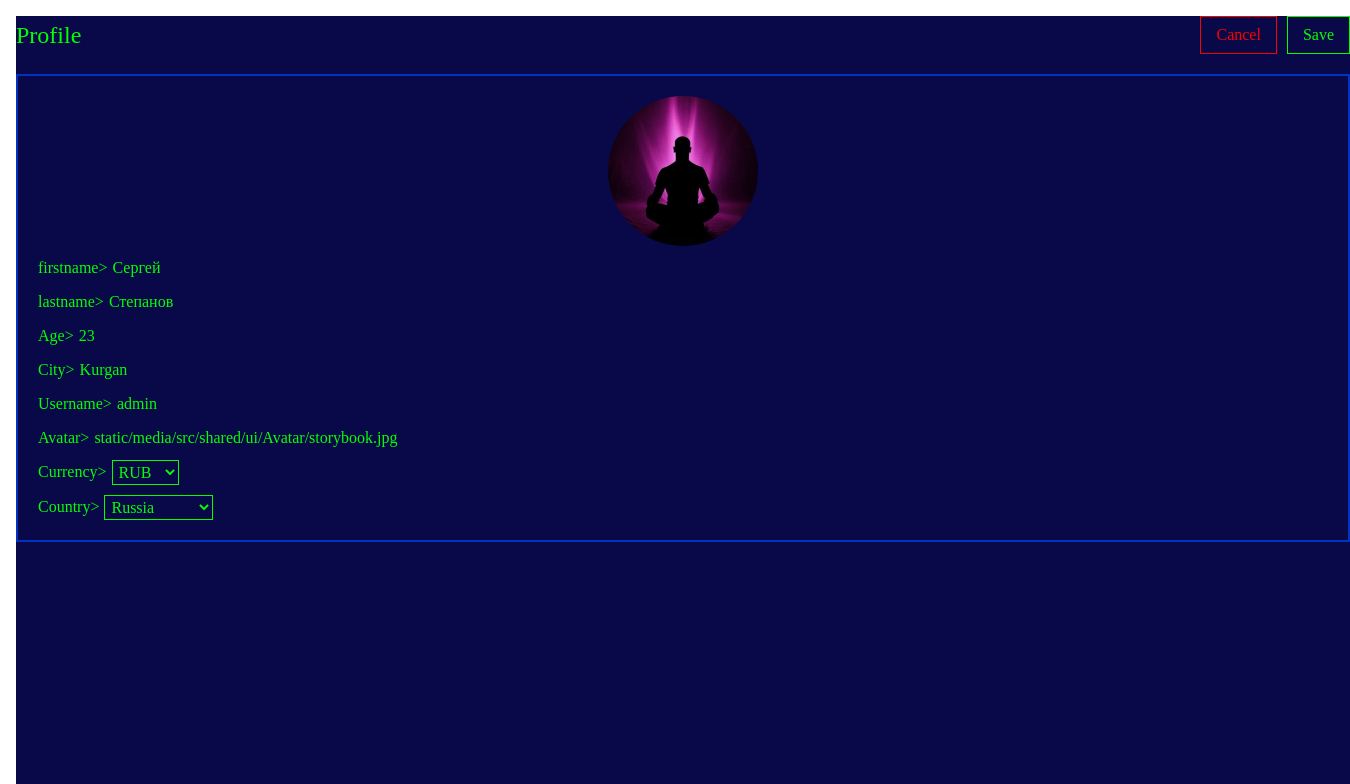 Profile
Cancel
Save
firstname> Сергей
lastname> Степанов
Age> 23
City> Kurgan
Username> admin
Avatar> static/media/src/shared/ui/Avatar/storybook.jpg
Currency> RUB
Country> Russia